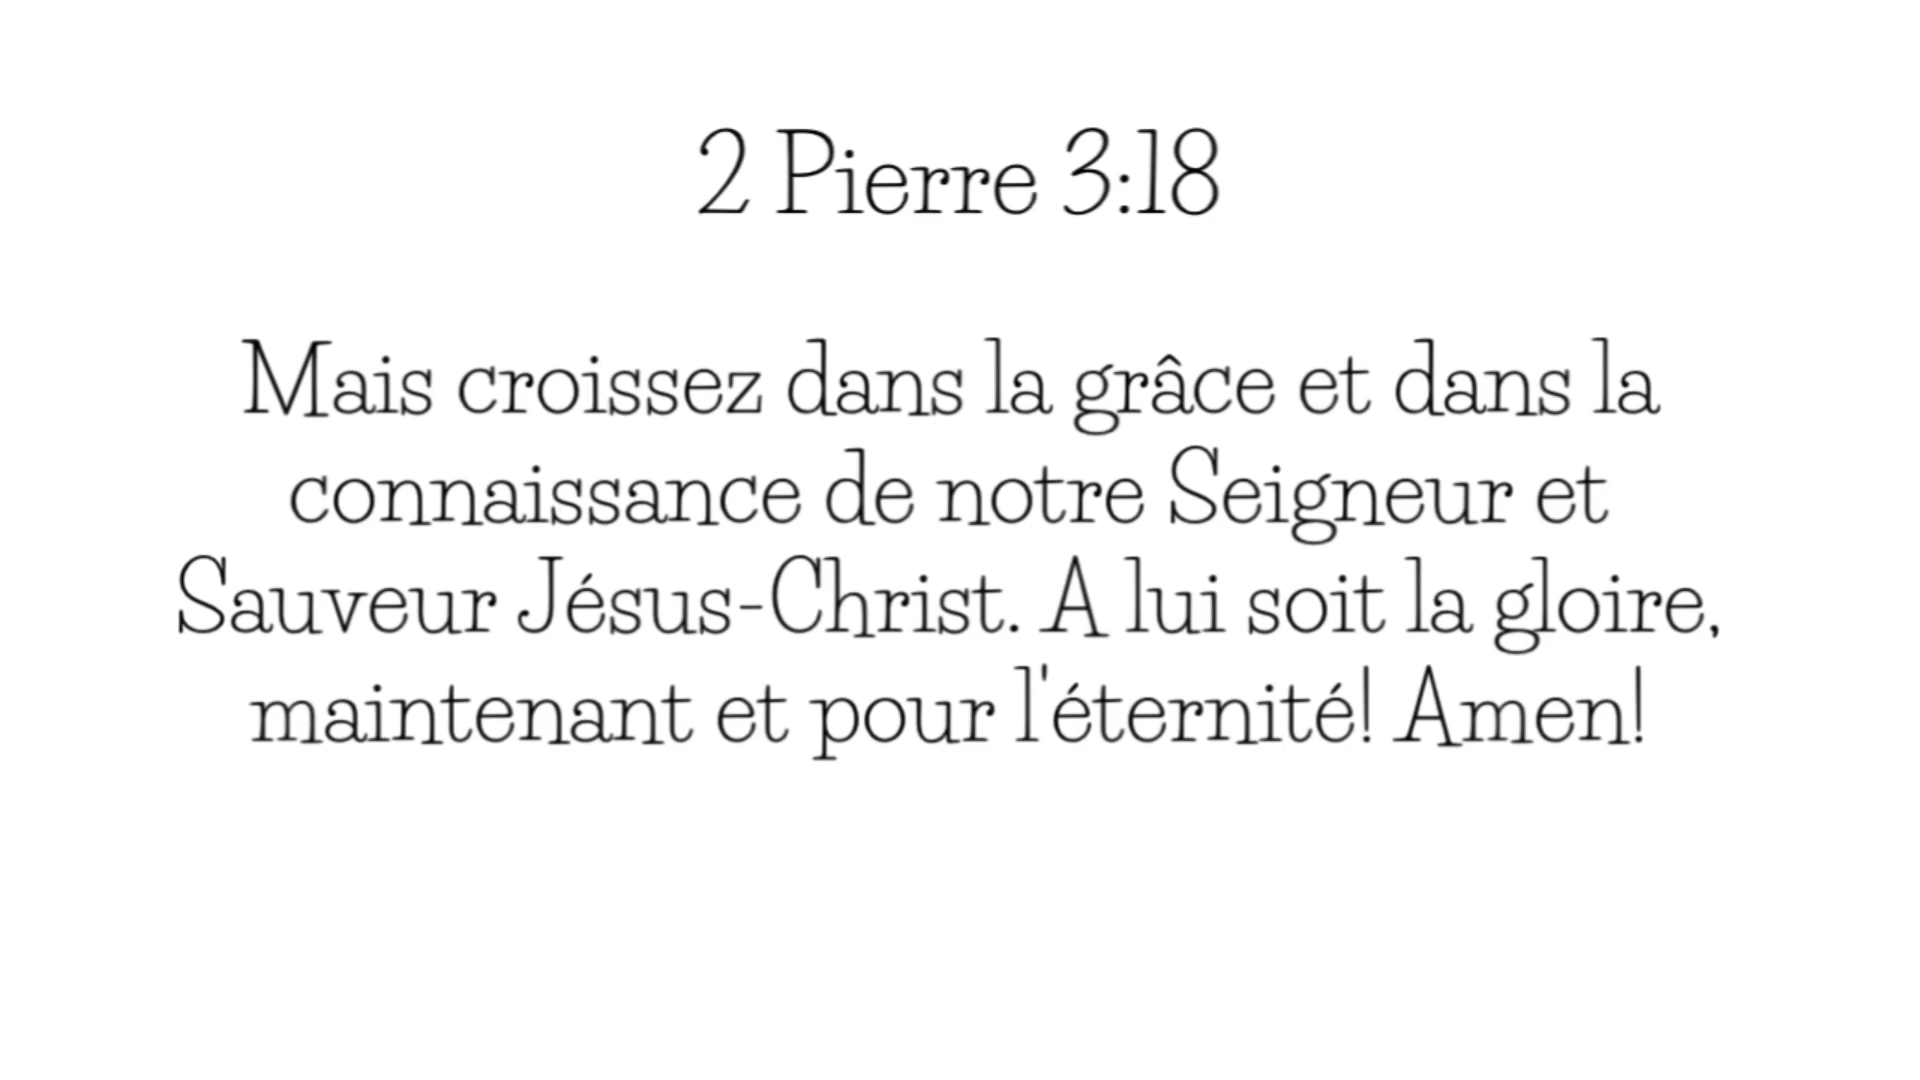 2 Pierre 3:18
Mais croissez dans la grâce et dans la
connaissance de notre Seigneur et
Sauveur Jésus-Christ. A lui soit la gloire,
maintenant et pour l'éternité! Amen!